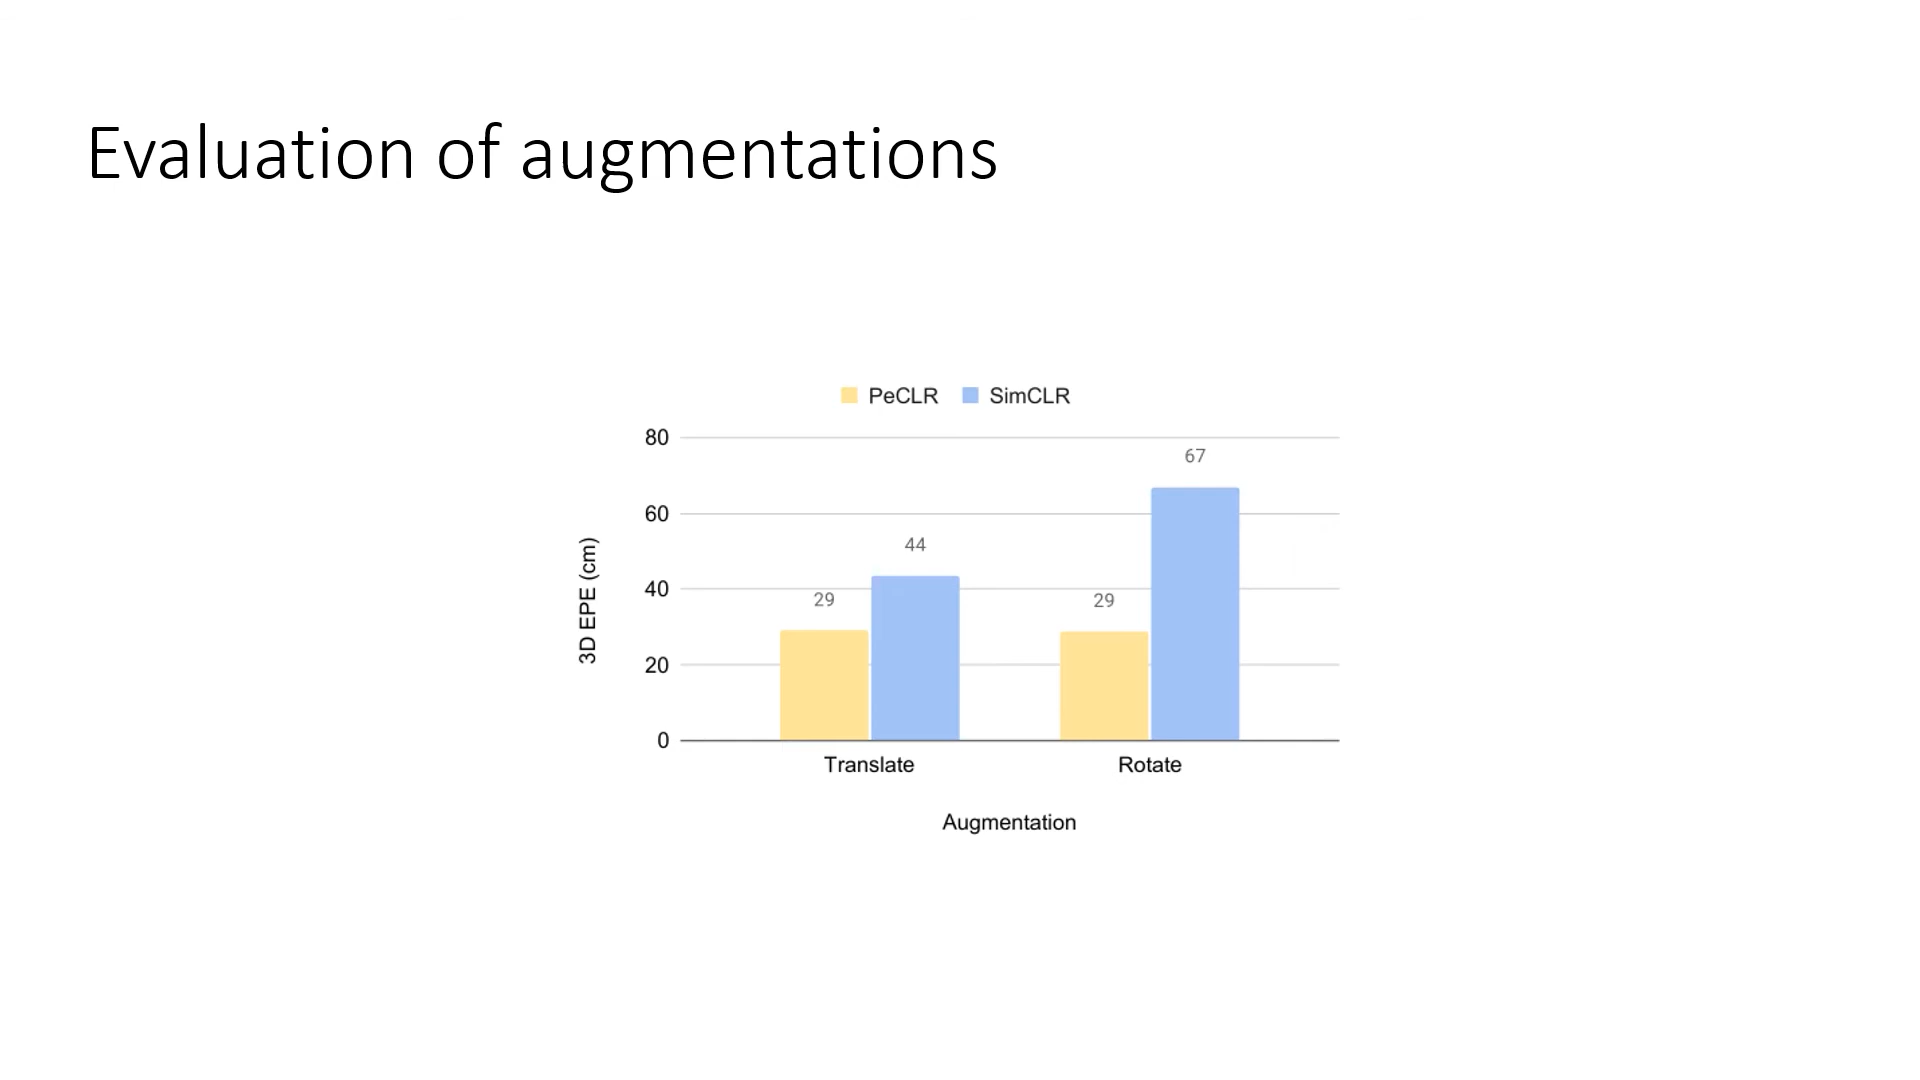 Evaluation of augmentations
PeCLR SimCLR
80
60
40
20
0
3D EPE (cm)
29
44
29
67
Translate
Rotate
Augmentation